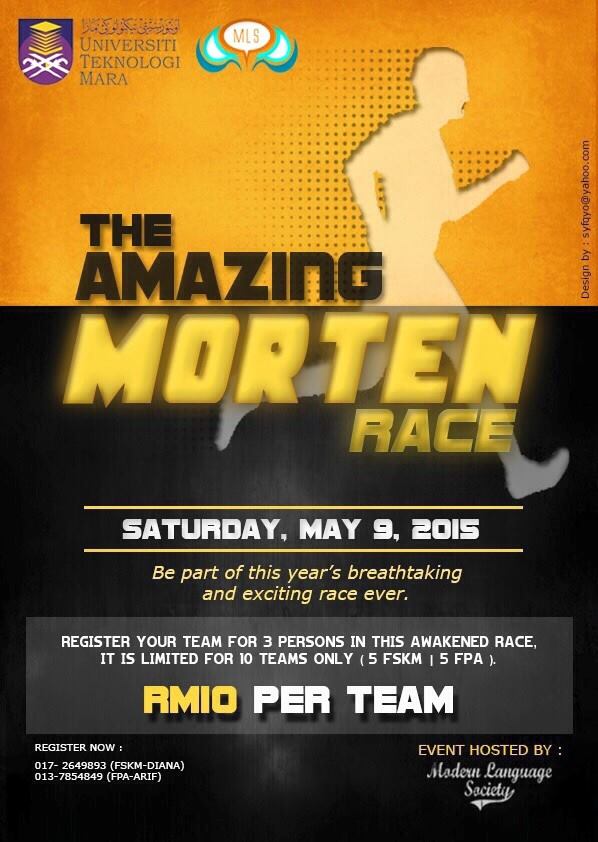 اونيۏرسيتي تيكنولوڬي مارا
UNIVERSITI
TEKNOLOGI
MARA
MLS
Design by : syfqyo@yahoo.com
THE
AMAZING
MORTEN
RACE
SATURDAY, MAY 9, 2015
Be part of this year's breathtaking
and exciting race ever.
REGISTER YOUR TEAM FOR 3 PERSONS IN THIS AWAKENED RACE,
IT IS LIMITED FOR 10 TEAMS ONLY ( 5 FSKM | 5 FPA ).
RM10 PER TEAM
REGISTER NOW :
017- 2649893 (FSKM-DIANA)
013-7854849 (FPA-ARIF)
EVENT HOSTED BY :
Modern Language
Society